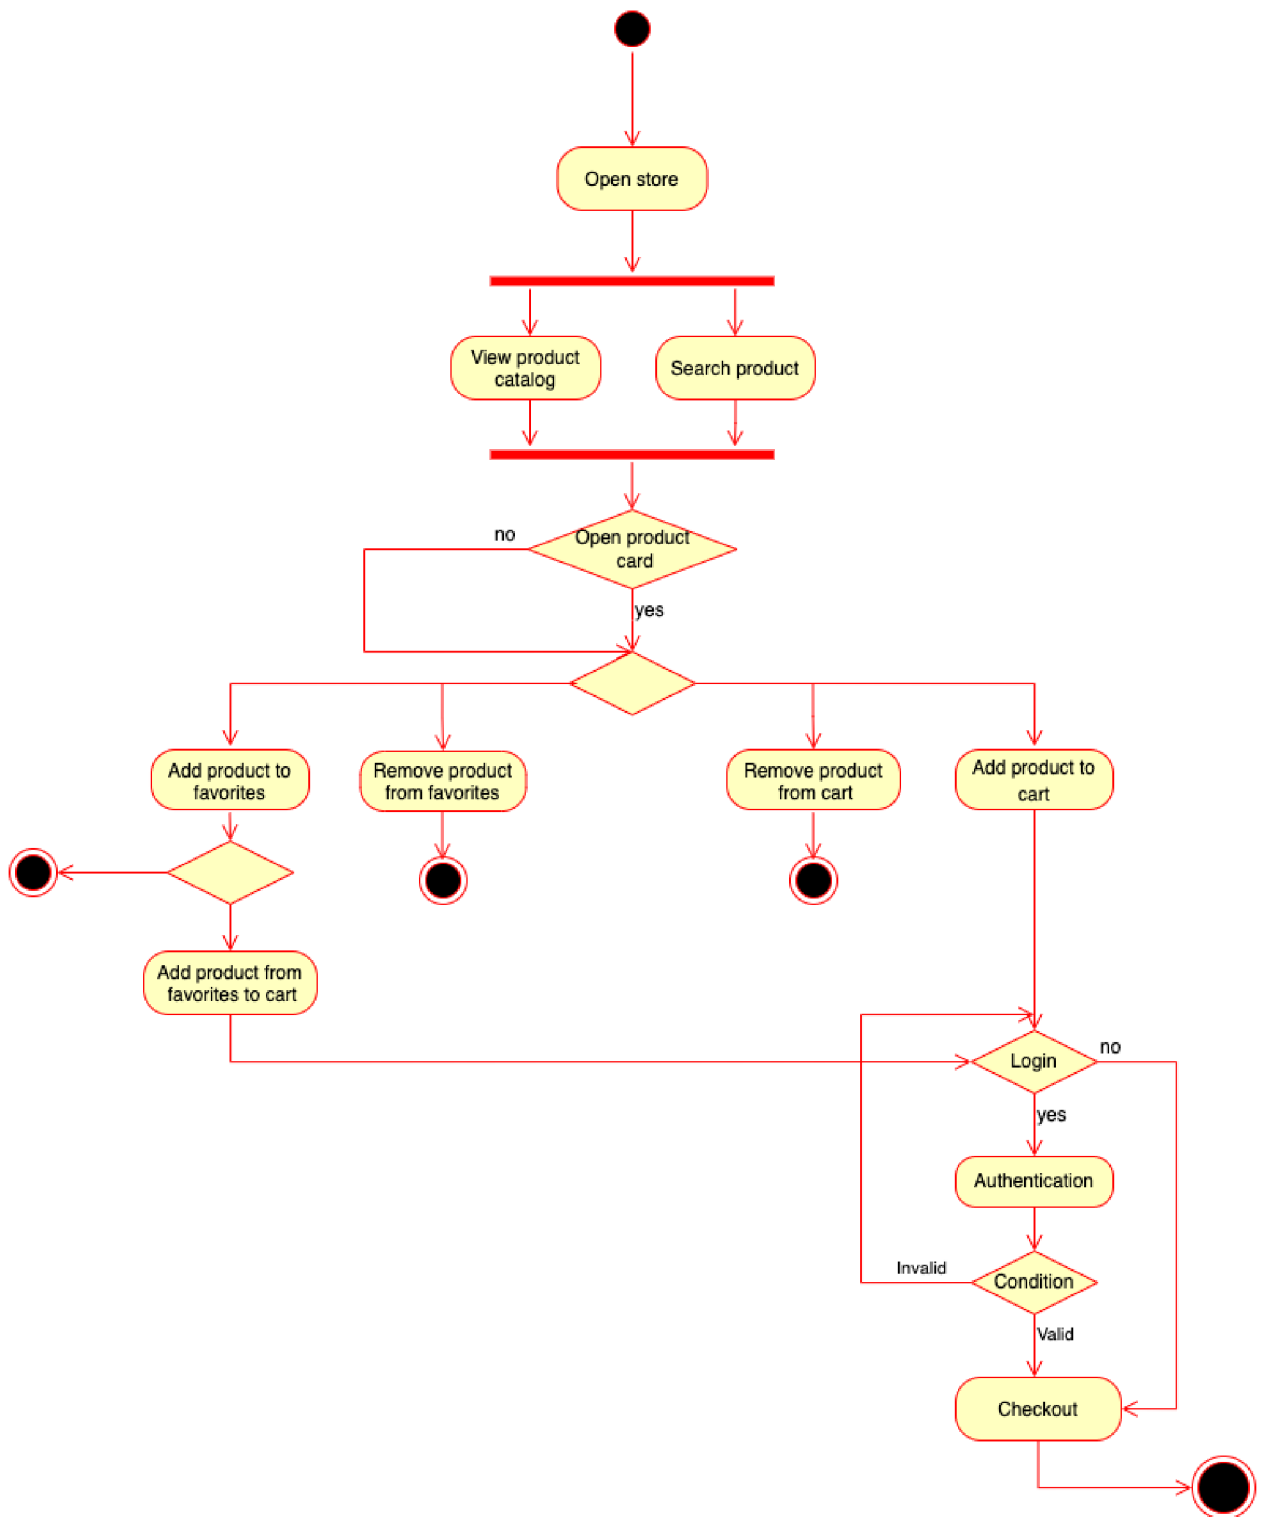 Open store
View product
catalog
Search product
no
Open product
card
yes
Add product to
favorites
Remove product
from favorites
Remove product
from cart
Add product to
cart
Add product from
favorites to cart
Login
no
yes
Authentication
Invalid
Condition
Valid
Checkout